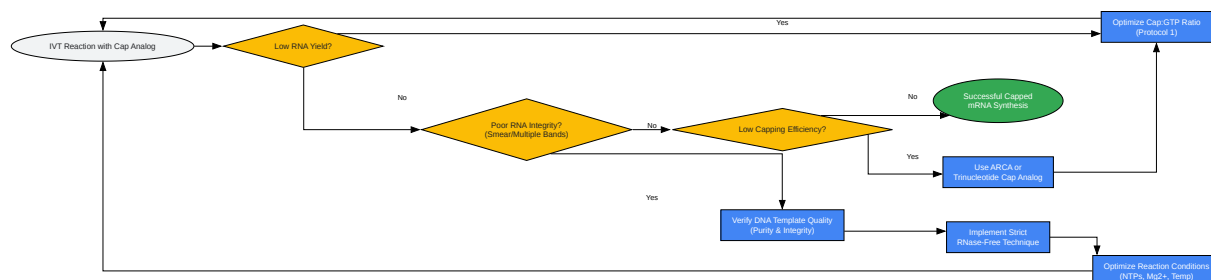 Yes
Optimize Cap:GTP Ratio
(Protocol 1)
IVT Reaction with Cap Analog
Low RNA Yield?
No
Poor RNA Integrity?
(Smear/Multiple Bands)
No
Low Capping Efficiency?
No
Successful Capped
mRNA Synthesis
Yes
Use ARCA or
Trinucleotide Cap Analog
Yes
Verify DNA Template Quality
(Purity & Integrity)
Implement Strict
RNase-Free Technique
Optimize Reaction Conditions
(NTPs, Mg2+, Temp)